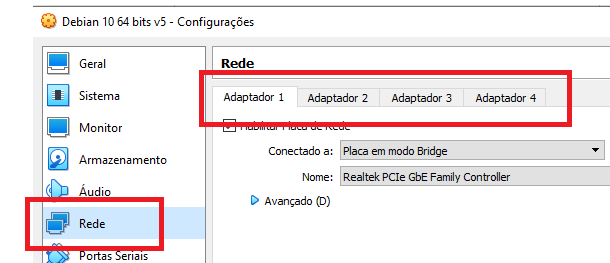 Debian 10 64 bits v5 - Configurações
Geral
Sistema
Monitor
Armazenamento
Áudio
Rede
Portas Seriais
Rede
Adaptador 1 Adaptador 2 Adaptador 3 Adaptador 4
Habilitar Placa de Rede
Conectado a: Placa em modo Bridge
Nome: Realtek PCIe GbE Family Controller
Avançado (D)